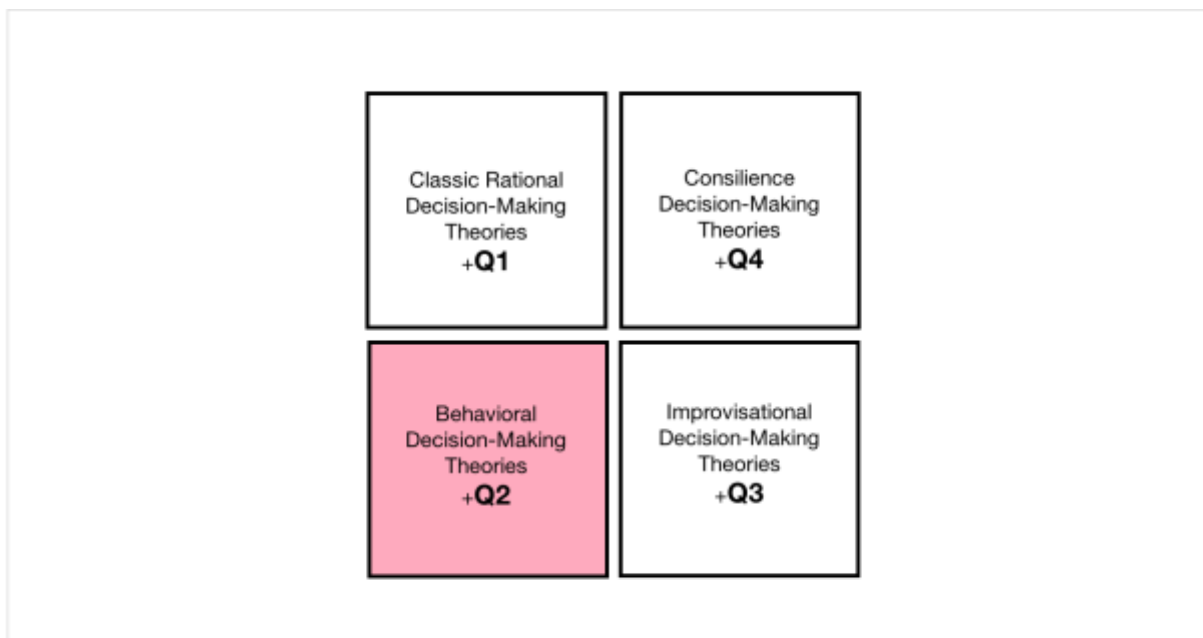 Classic Rational
Decision-Making
Theories
+Q1
Consilience
Decision-Making
Theories
+Q4
Behavioral
Decision-Making
Theories
+Q2
Improvisational
Decision-Making
Theories
+Q3